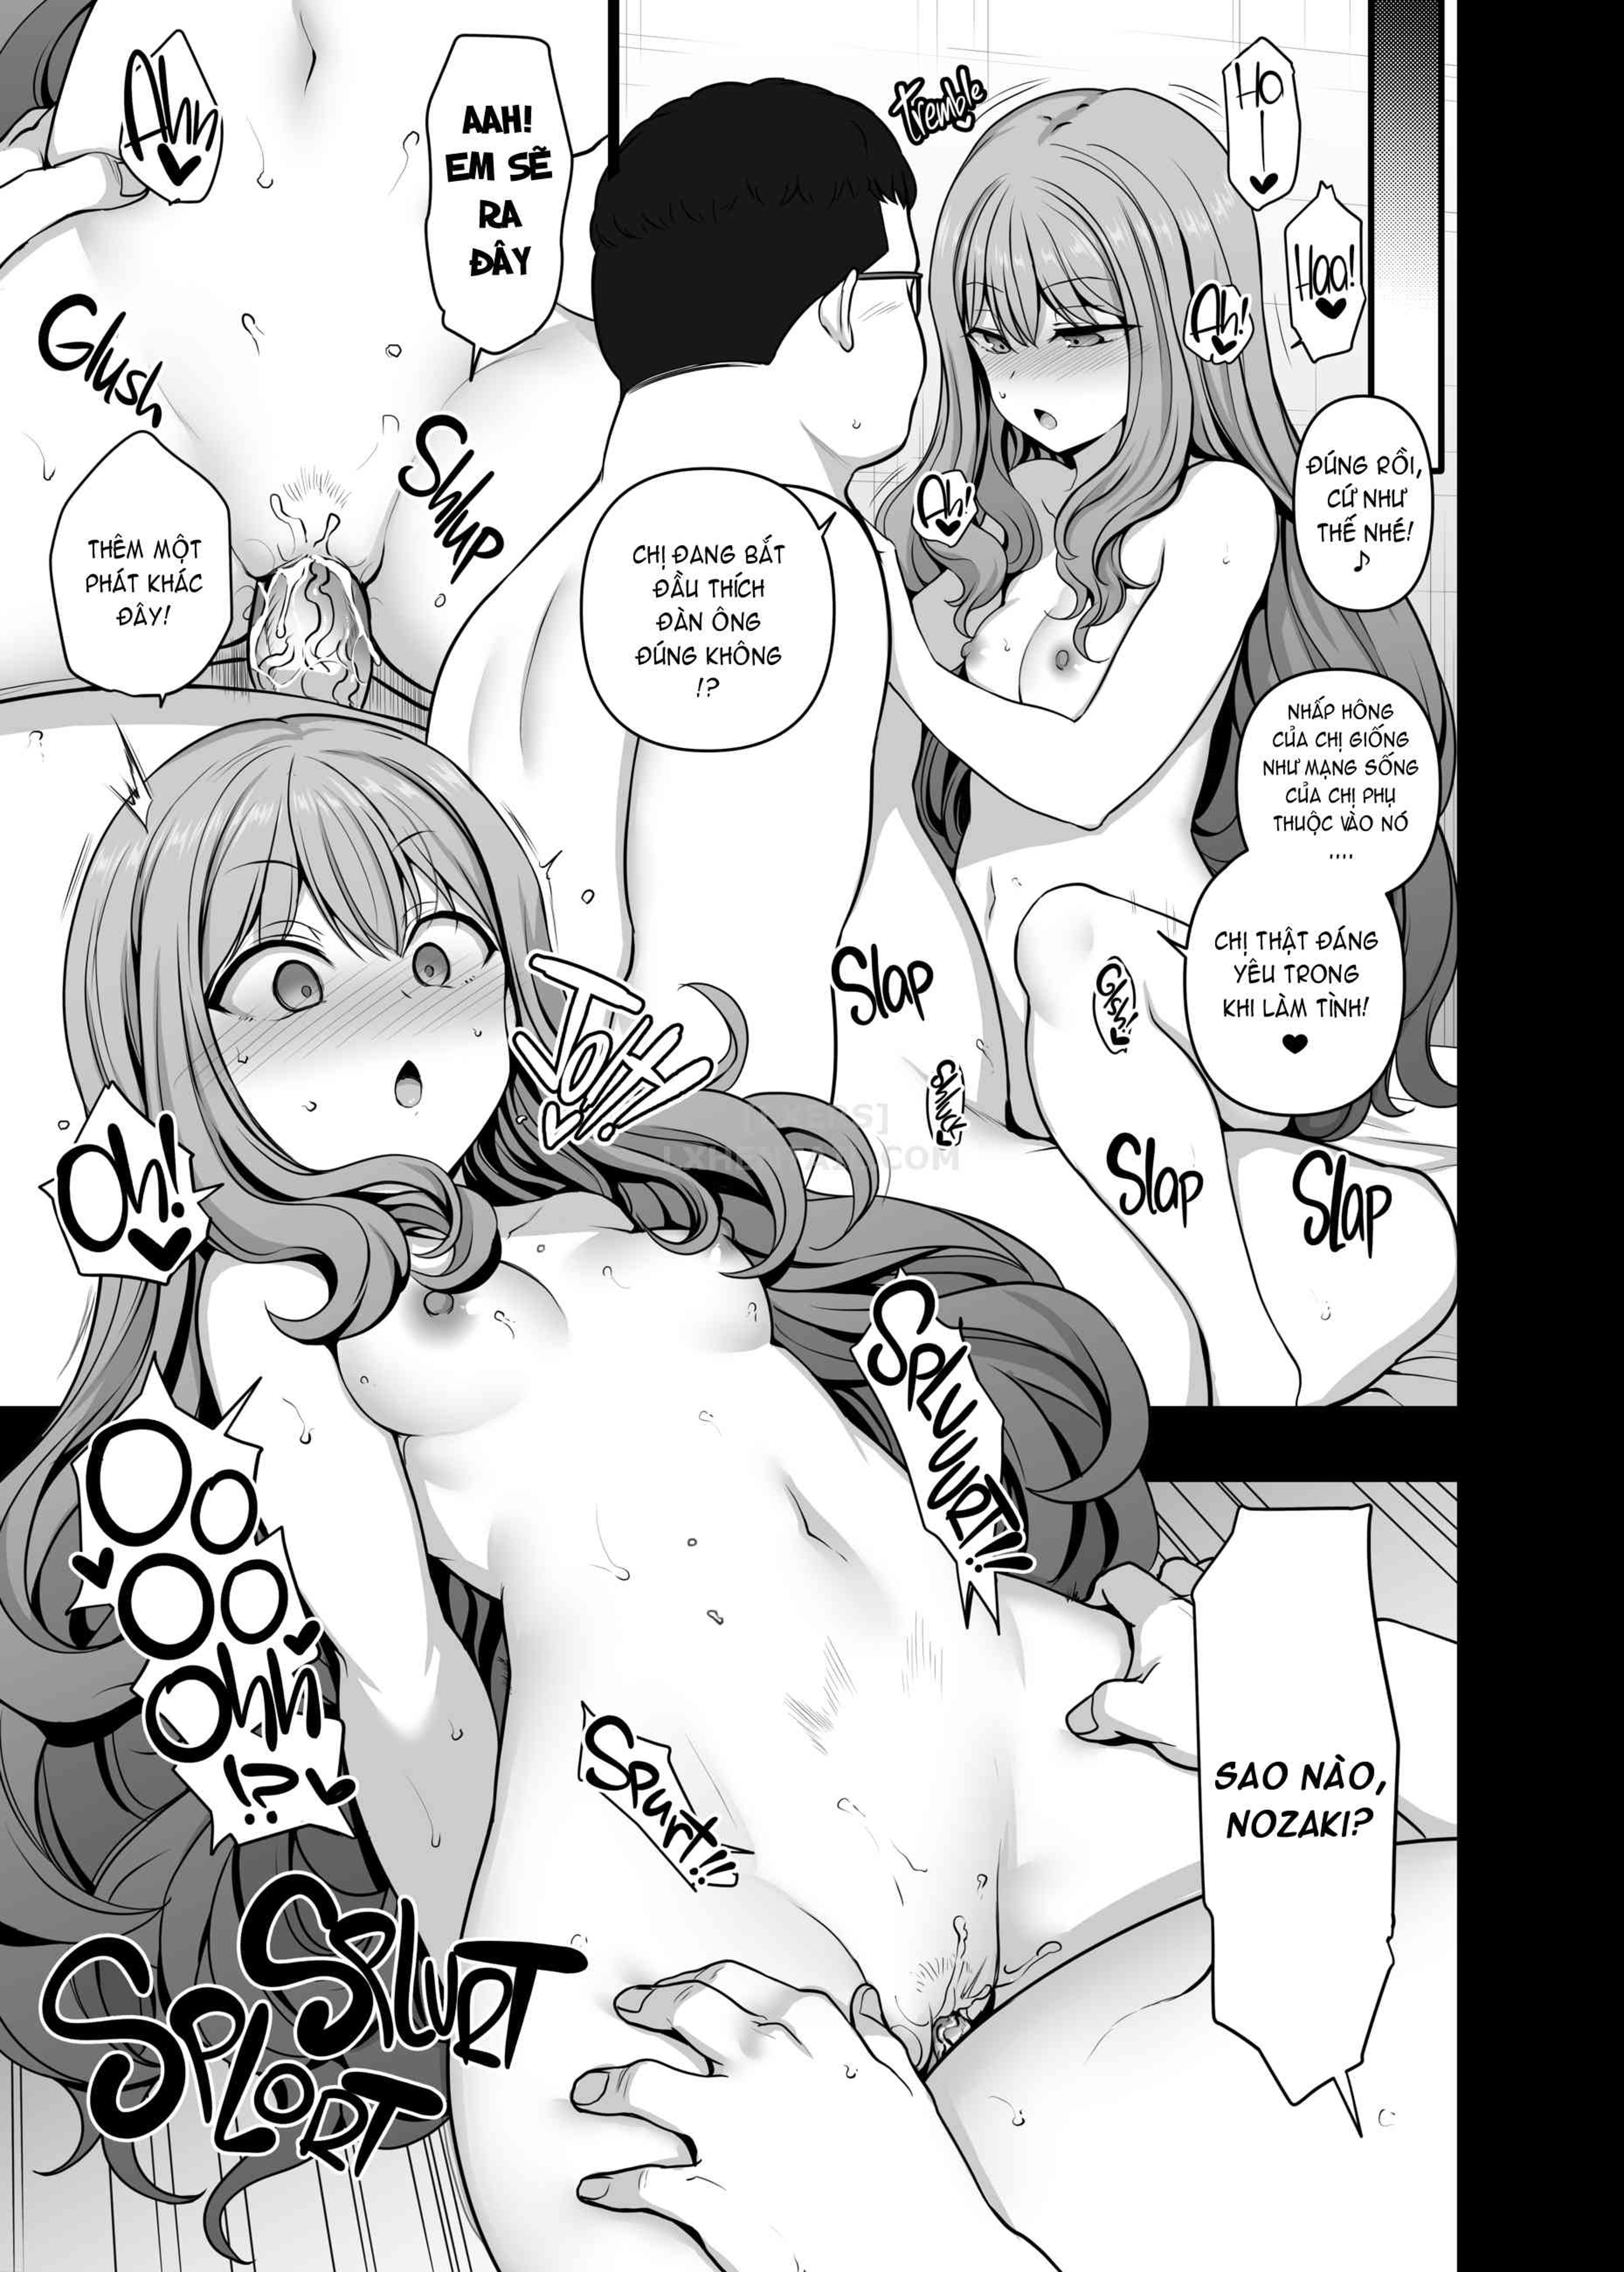 HO
Haa!
tremble
Ah!
Ah!
ĐÚNG RỒI,
CỨ NHƯ
THẾ NHÉ!
CHỊ ĐANG BẮT
ĐẦU THÍCH
ĐÀN ÔNG
ĐÚNG KHÔNG
!?
NHẤP HÔNG
CỦA CHỊ GIỐNG
NHƯ MẠNG SỐNG
CỦA CHỊ PHỤ
THUỘC VÀO NÓ
....
CHỊ THẬT ĐÁNG
YÊU TRONG
KHI LÀM TÌNH!
Slap
Slap
Slap
AAH!
EM SẼ
RA
ĐÂY
Ahh
Glush
Shlup
THÊM MỘT
PHÁT KHÁC
ĐÂY!
Jolt!!
Oh!
SPLUUURT!!
Oo
OO
Ohh
!?
Spurt!!
SPLURT
SPLORT
SAO NÀO,
NOZAKI?